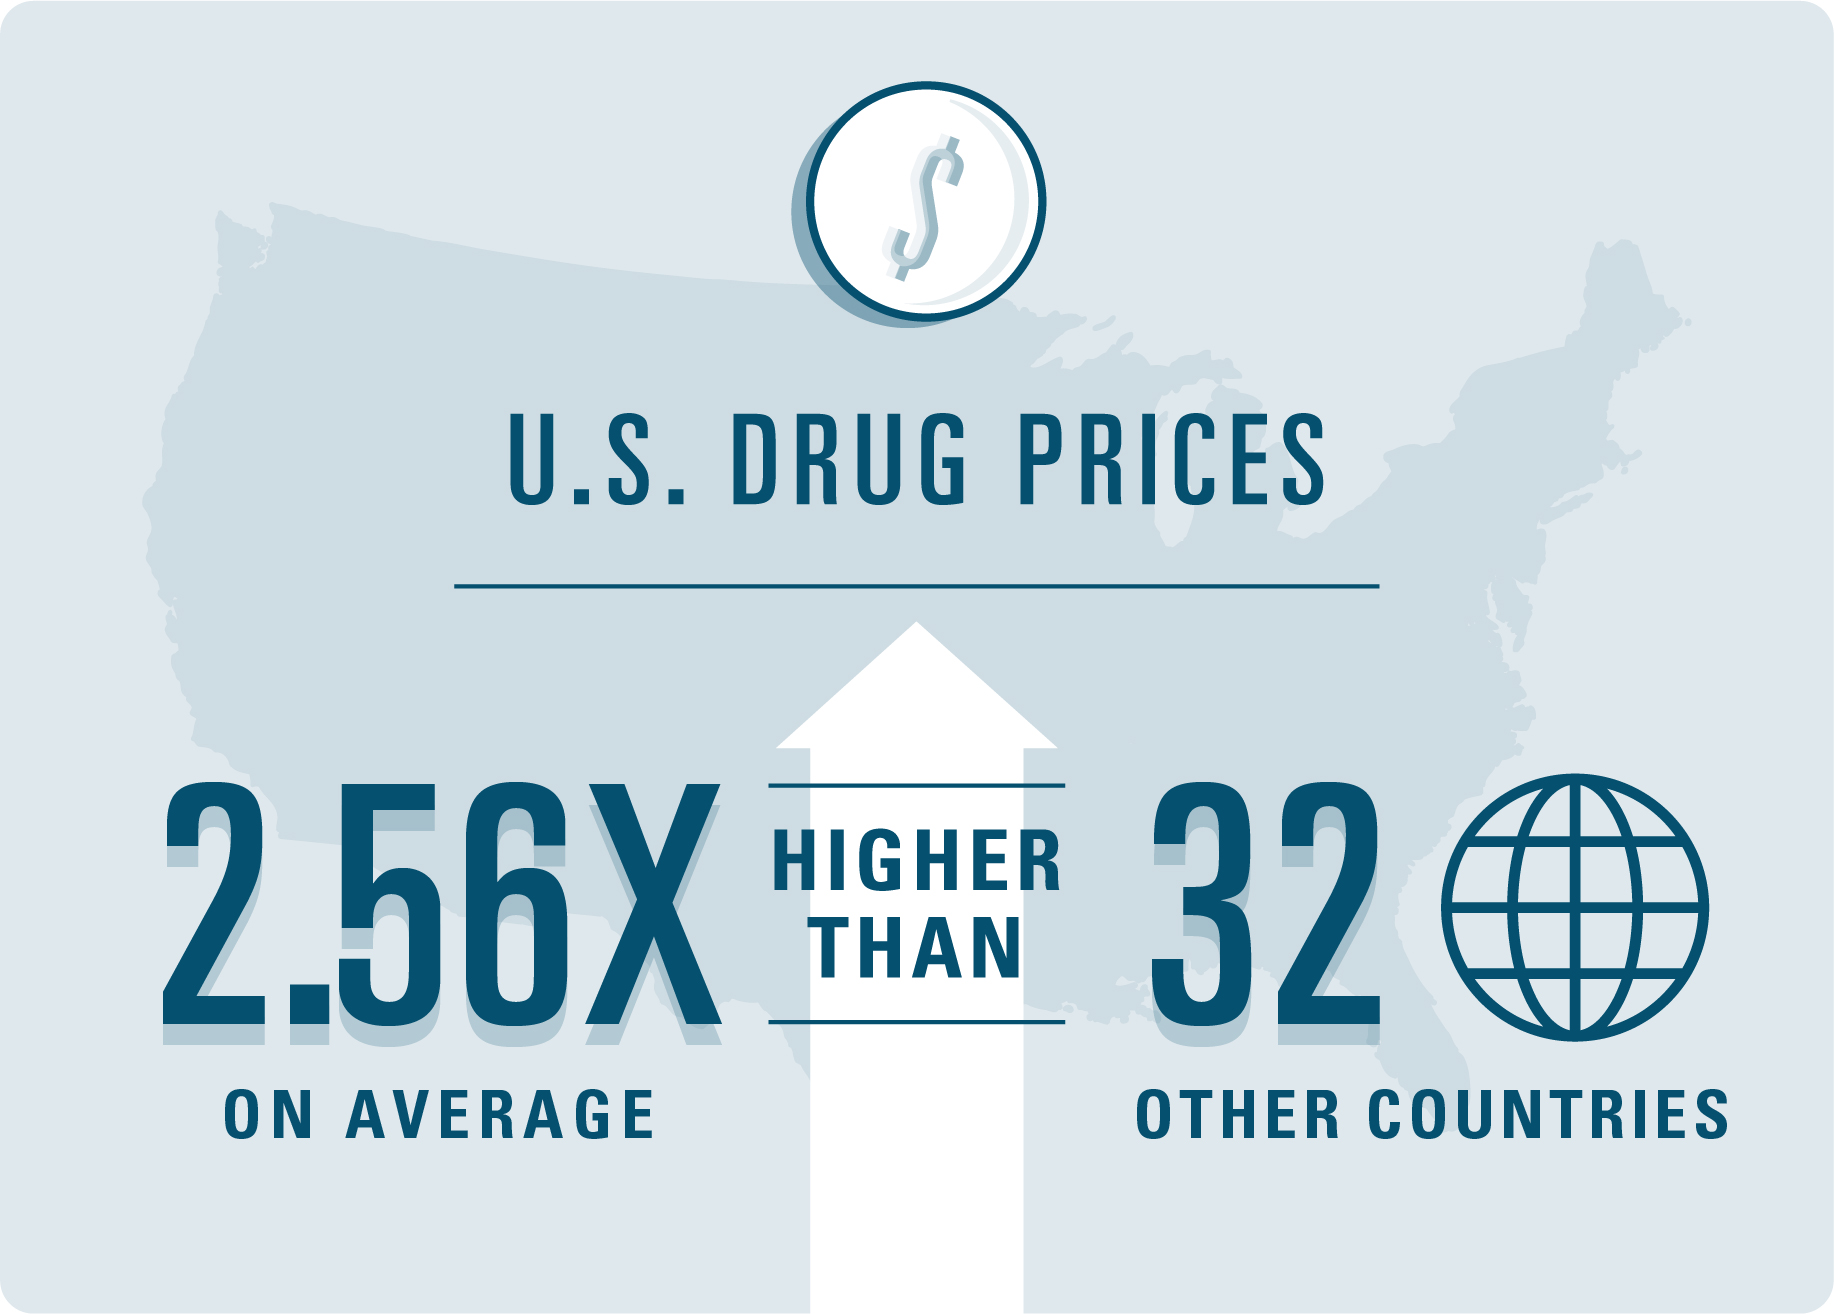 $
U.S. DRUG PRICES
2.56X
ON AVERAGE
HIGHER
THAN
32
OTHER COUNTRIES